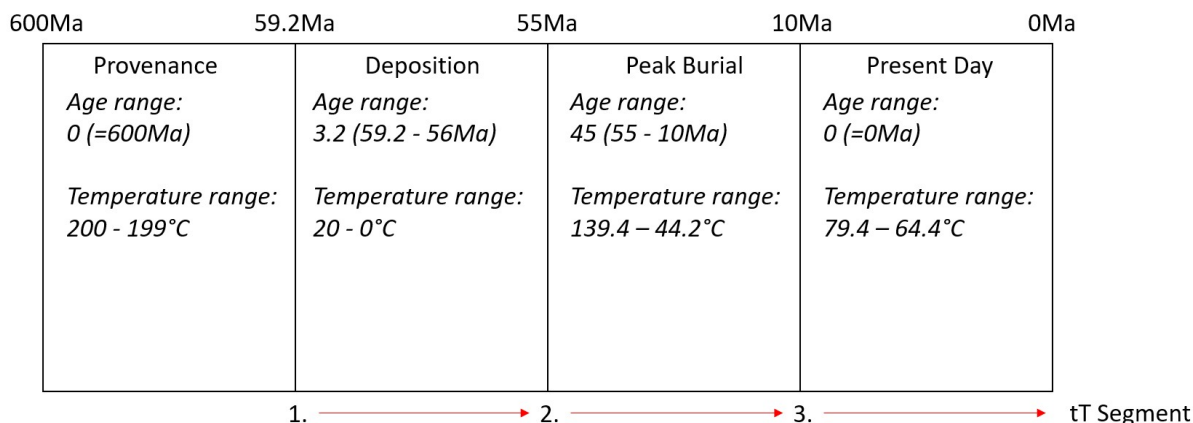 600Ma 59.2Ma 55Ma 10Ma 0Ma
Provenance
Age range:
0 (=600Ma)
Temperature range:
200 - 199°C
Deposition
Age range:
3.2 (59.2 - 56Ma)
Temperature range:
20 - 0°C
Peak Burial
Age range:
45 (55 - 10Ma)
Temperature range:
139.4 – 44.2°C
Present Day
Age range:
0 (=0Ma)
Temperature range:
79.4 – 64.4°C
1. 2. 3. tT Segment